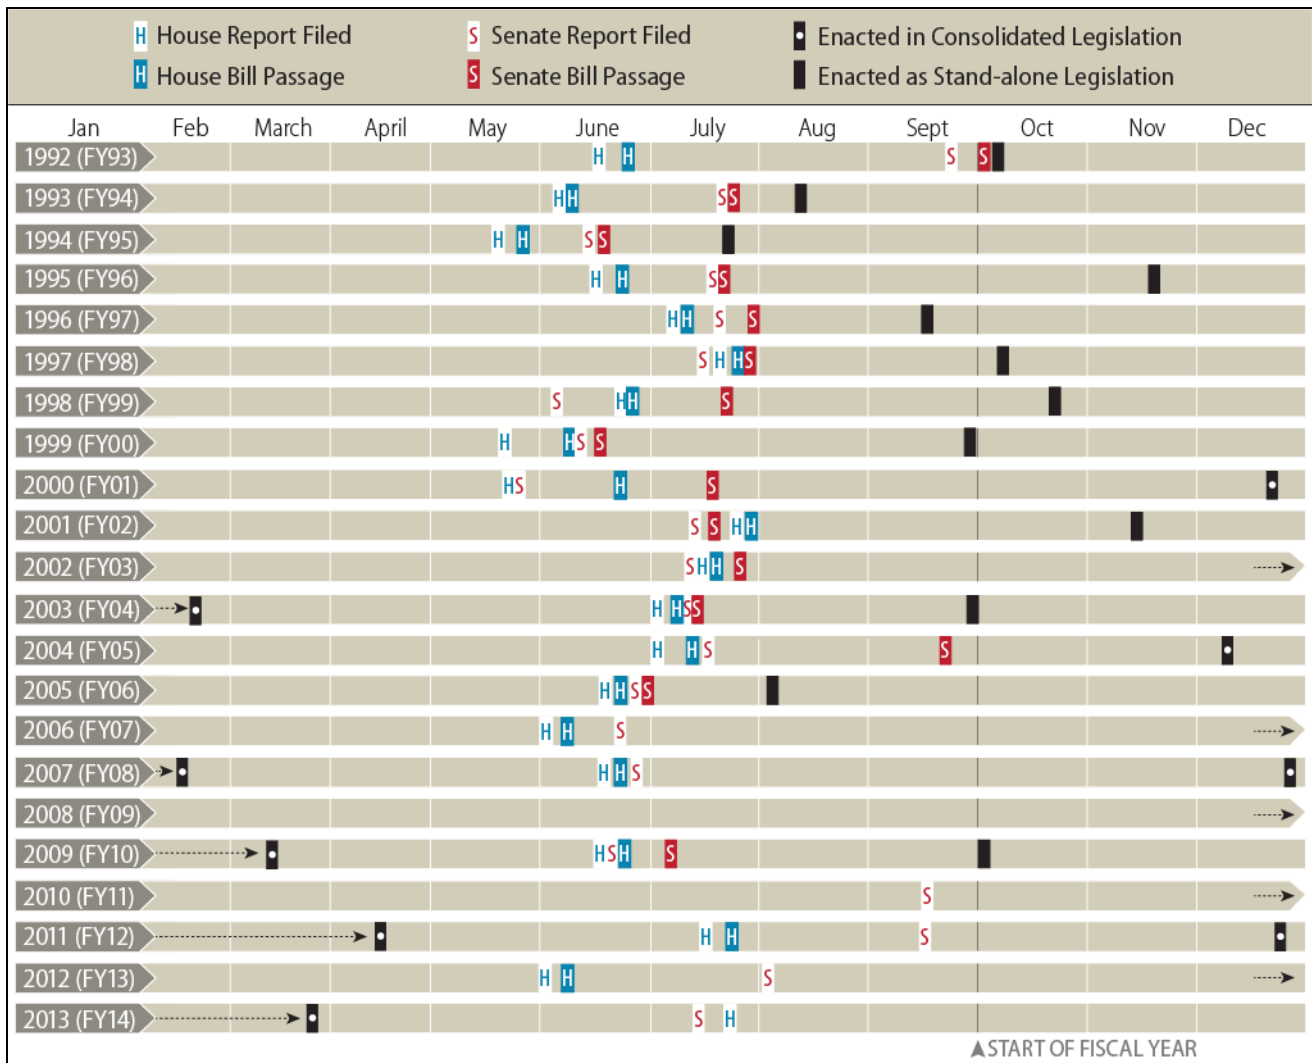 H House Report Filed S Senate Report Filed Enacted in Consolidated Legislation
H House Bill Passage S Senate Bill Passage Enacted as Stand-alone Legislation
Jan Feb March April May June July Aug Sept Oct Nov Dec
1992 (FY93) H H S S
1993 (FY94) H H S S
1994 (FY95) H H S S
1995 (FY96) H H S S
1996 (FY97) H H S S
1997 (FY98) S H H S
1998 (FY99) S H H S
1999 (FY00) H H S S
2000 (FY01) H S H S
2001 (FY02) S S H H
2002 (FY03) S H H S
2003 (FY04) H H S S
2004 (FY05) H H S S
2005 (FY06) H H S S
2006 (FY07) H H S
2007 (FY08) H H S
2008 (FY09)
2009 (FY10) H S H S
2010 (FY11) S
2011 (FY12) H H S
2012 (FY13) H H S
2013 (FY14) S H
START OF FISCAL YEAR